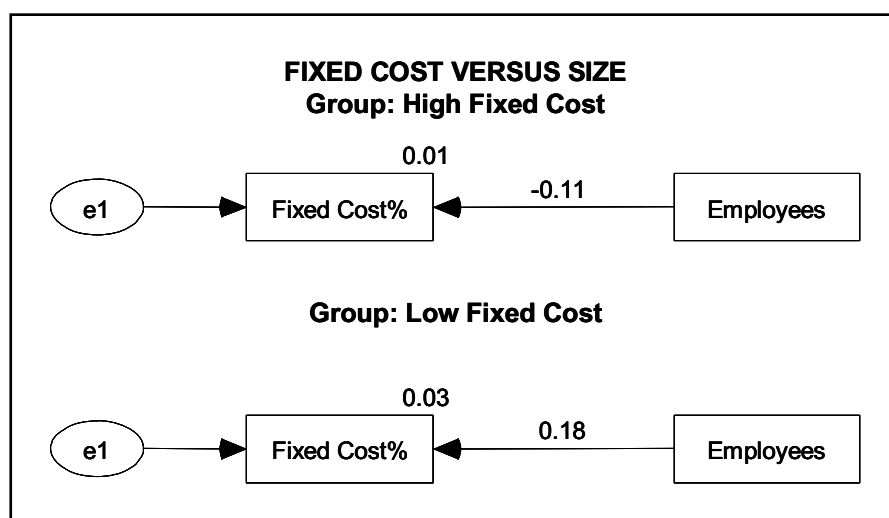 FIXED COST VERSUS SIZE
Group: High Fixed Cost
0.01
e1
Fixed Cost%
-0.11
Employees
Group: Low Fixed Cost
0.03
e1
Fixed Cost%
0.18
Employees